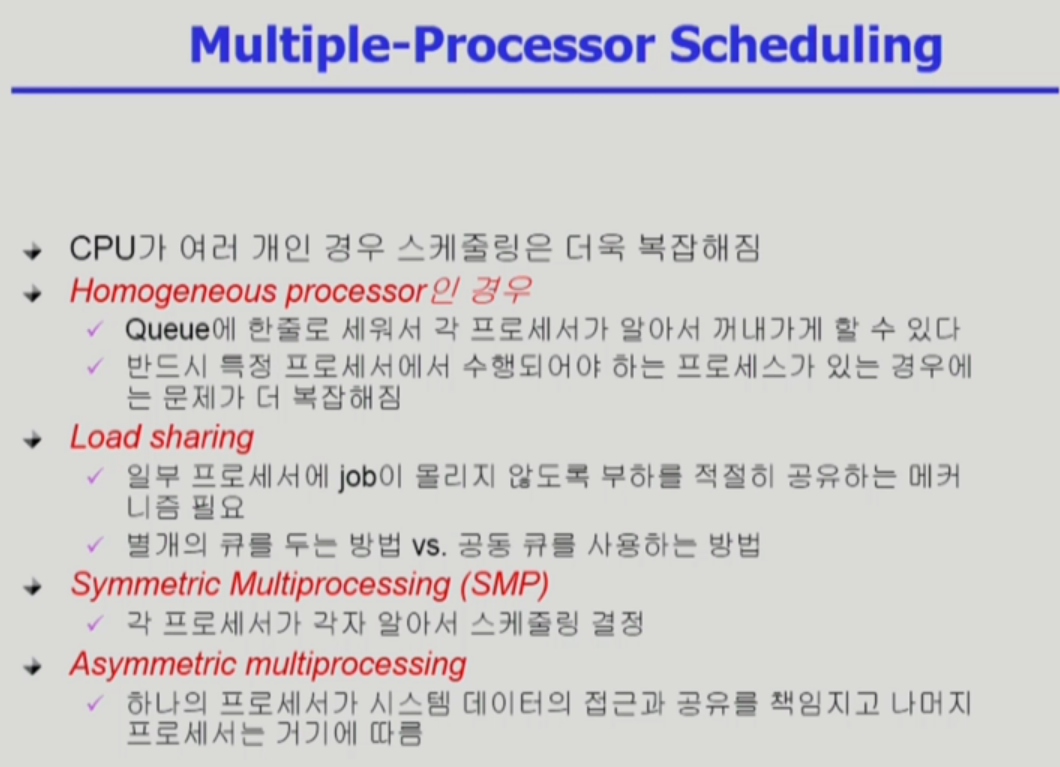 Multiple-Processor Scheduling
CPU가 여러 개인 경우 스케줄링은 더욱 복잡해짐
Homogeneous processor인 경우
Queue에 한줄로 세워서 각 프로세서가 알아서 꺼내가게 할 수 있다
반드시 특정 프로세서에서 수행되어야 하는 프로세스가 있는 경우에
는 문제가 더 복잡해짐
Load sharing
일부 프로세서에 job이 몰리지 않도록 부하를 적절히 공유하는 메커
니즘 필요
별개의 큐를 두는 방법 vs. 공동 큐를 사용하는 방법
Symmetric Multiprocessing (SMP)
각 프로세서가 각자 알아서 스케줄링 결정
Asymmetric multiprocessing
하나의 프로세서가 시스템 데이터의 접근과 공유를 책임지고 나머지
프로세서는 거기에 따름